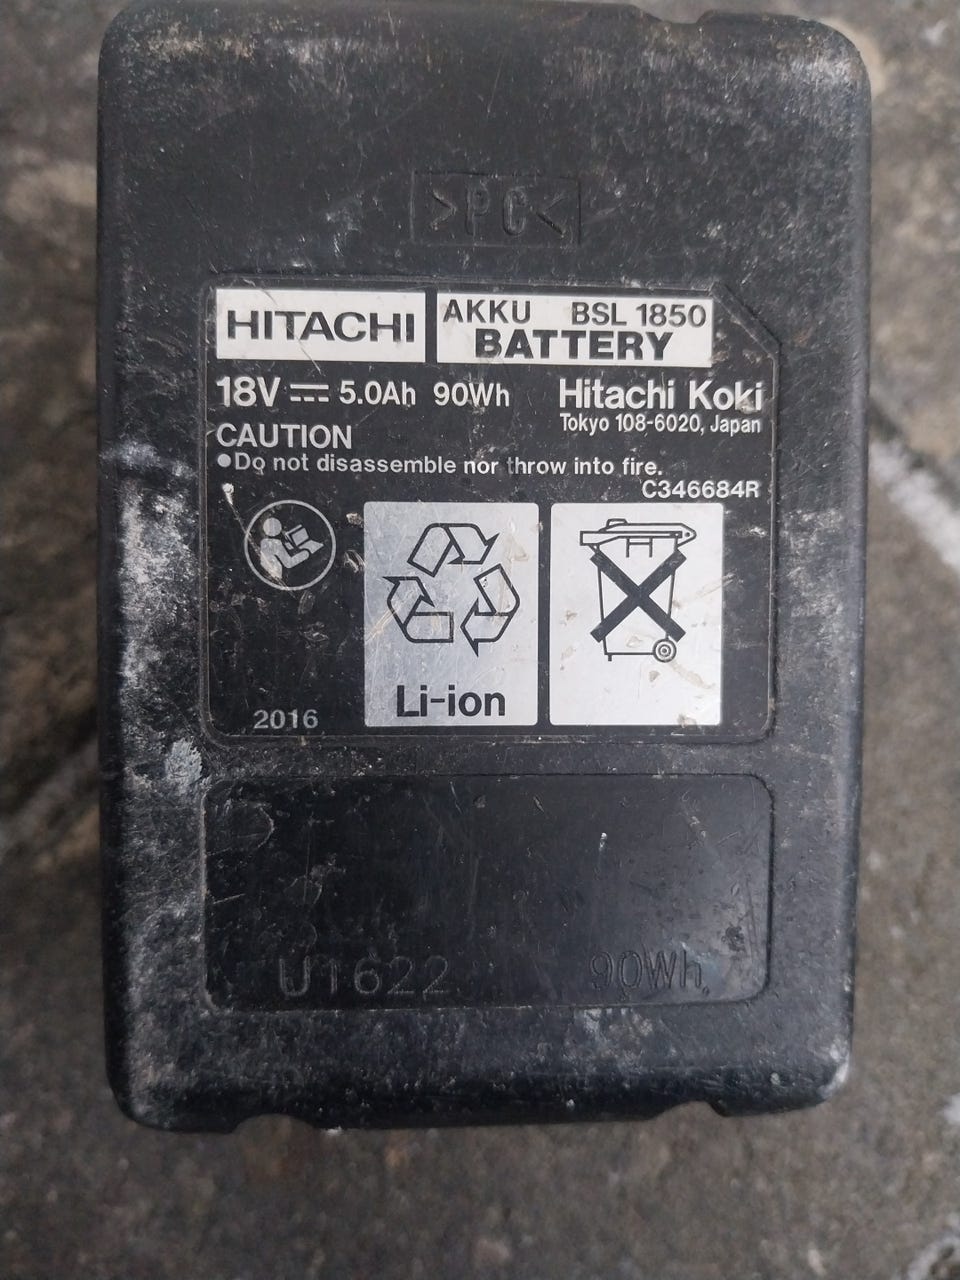 >PC<
HITACHI
AKKU BSL 1850
BATTERY
18V 5.0Ah 90Wh
Hitachi Koki
Tokyo 108-6020, Japan
CAUTION
●Do not disassemble nor throw into fire.
C346684R
Li-ion
2016
U1622 90Wh